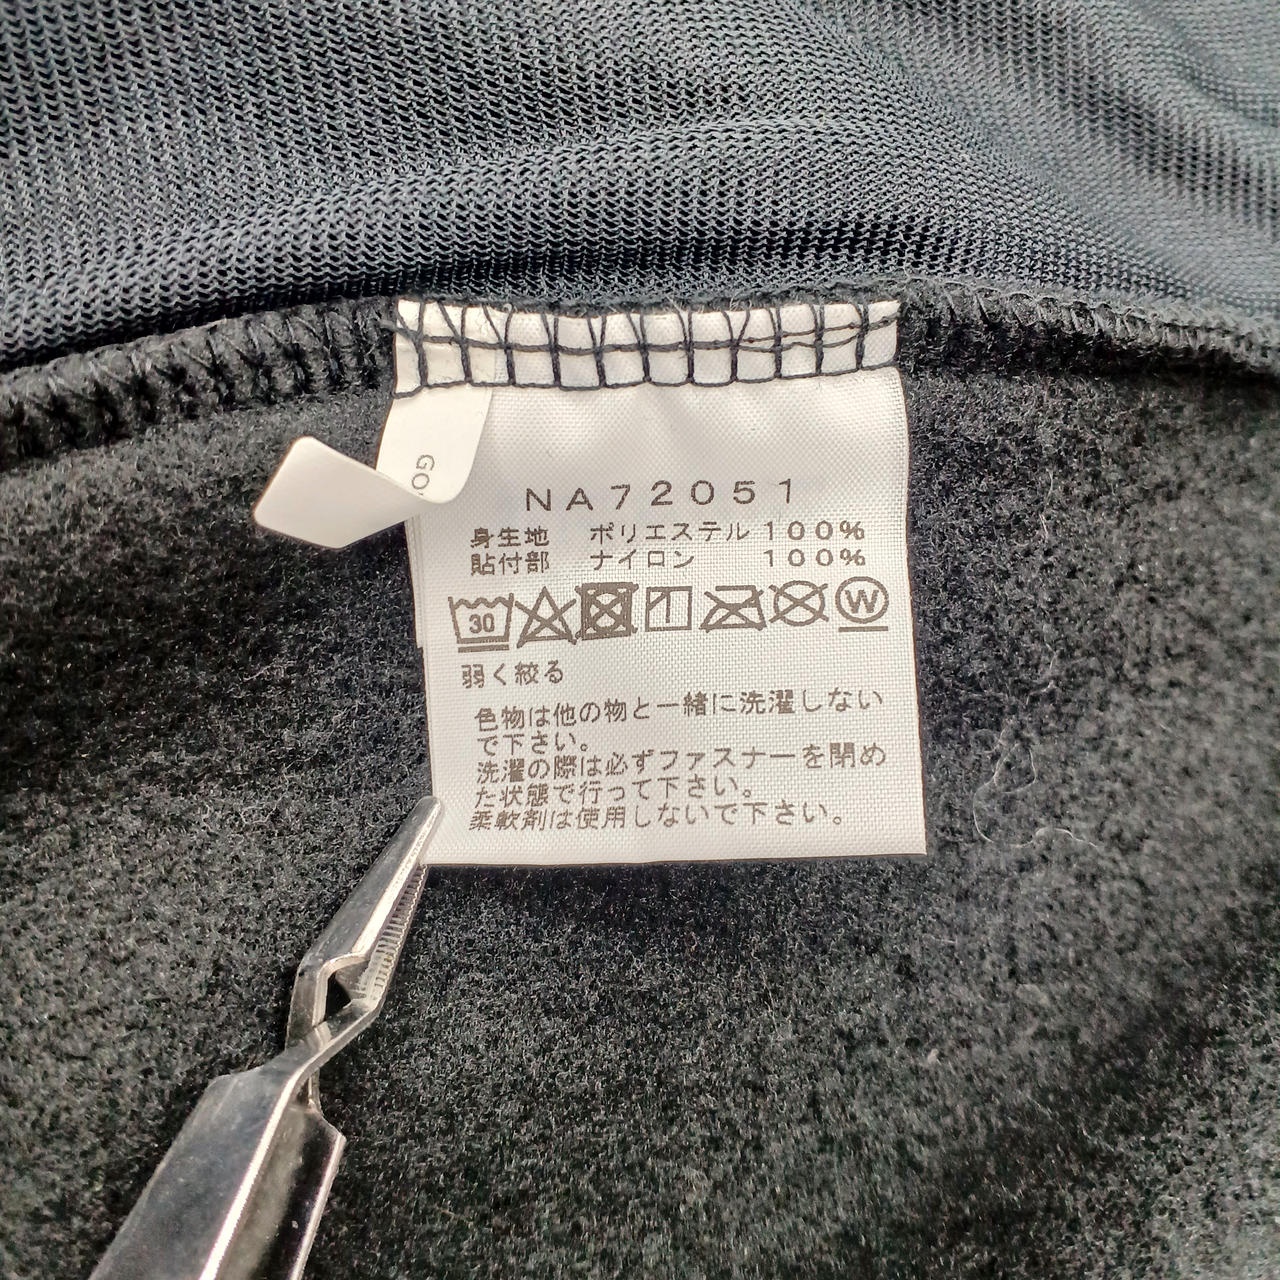 GO
NA72051
身生地 ポリエステル 100%
貼付部 ナイロン 100%
30 W
弱く絞る
色物は他の物と一緒に洗濯しない
で下さい。
洗濯の際は必ずファスナーを閉め
た状態で行って下さい。
柔軟剤は使用しないで下さい。